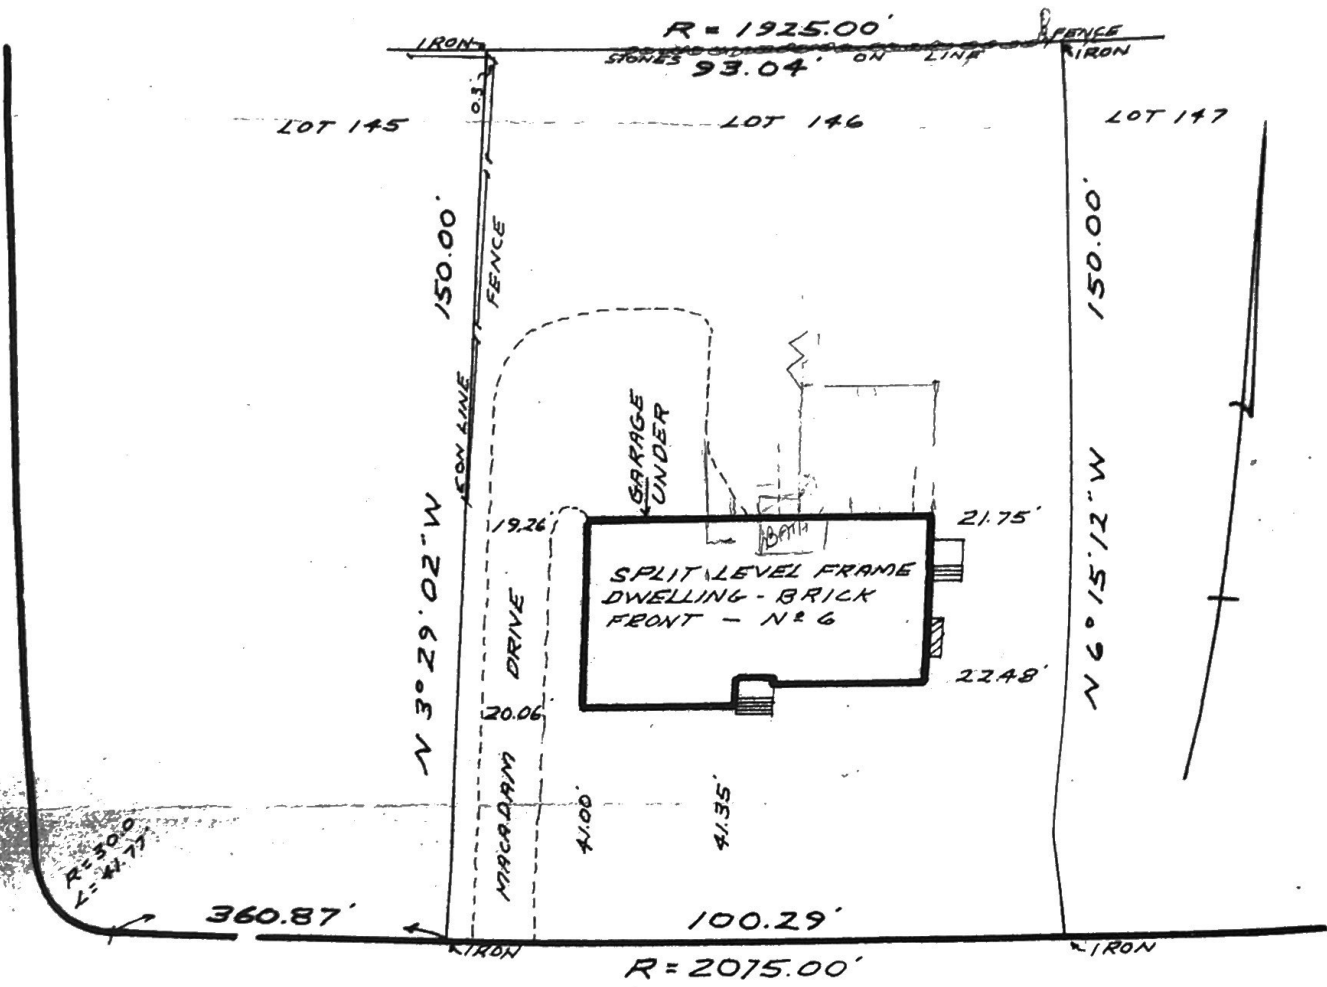 R = 1925.00'
IRON
FENCE
STONES ON LINE
93.04'
IRON
0.3'
LOT 145
LOT 146
LOT 147
150.00'
FENCE
150.00'
ON LINE
GARAGE
UNDER
19.26
21.75'
BATH
SPLIT LEVEL FRAME
DWELLING - BRICK
FRONT - Nº 6
N 3° 29' 02" W
N 6° 15' 12" W
MACADAM DRIVE
22.48'
20.06'
41.00'
41.35'
R = 30.0'
L = 41.77'
360.87'
100.29'
IRON
IRON
R = 2075.00'